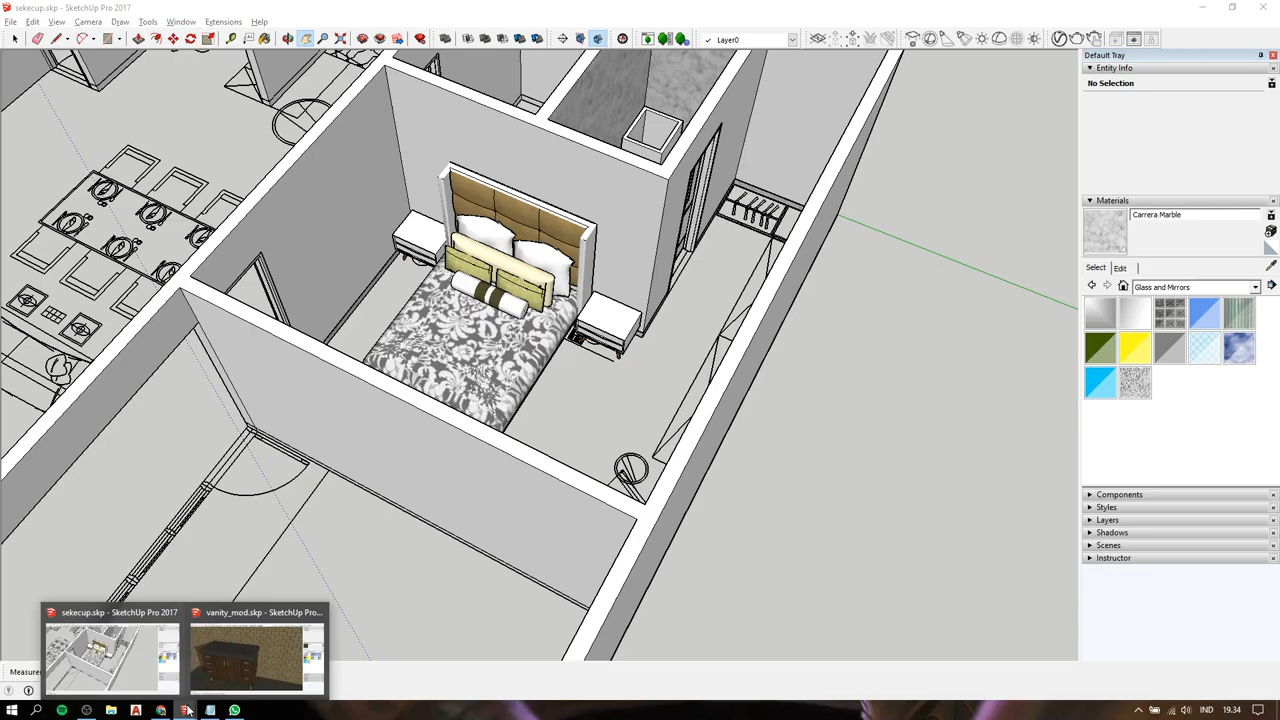 sekecup.skp - SketchUp Pro 2017
File Edit View Camera Draw Tools Window Extensions Help
Layer0
Default Tray
Entity Info
No Selection
Materials
Carrera Marble
Select Edit
Glass and Mirrors
Components
Styles
Layers
Shadows
Scenes
Instructor
sekecup.skp - SketchUp Pro 2017
vanity_mod.skp - SketchUp Pro...
IND 19.34